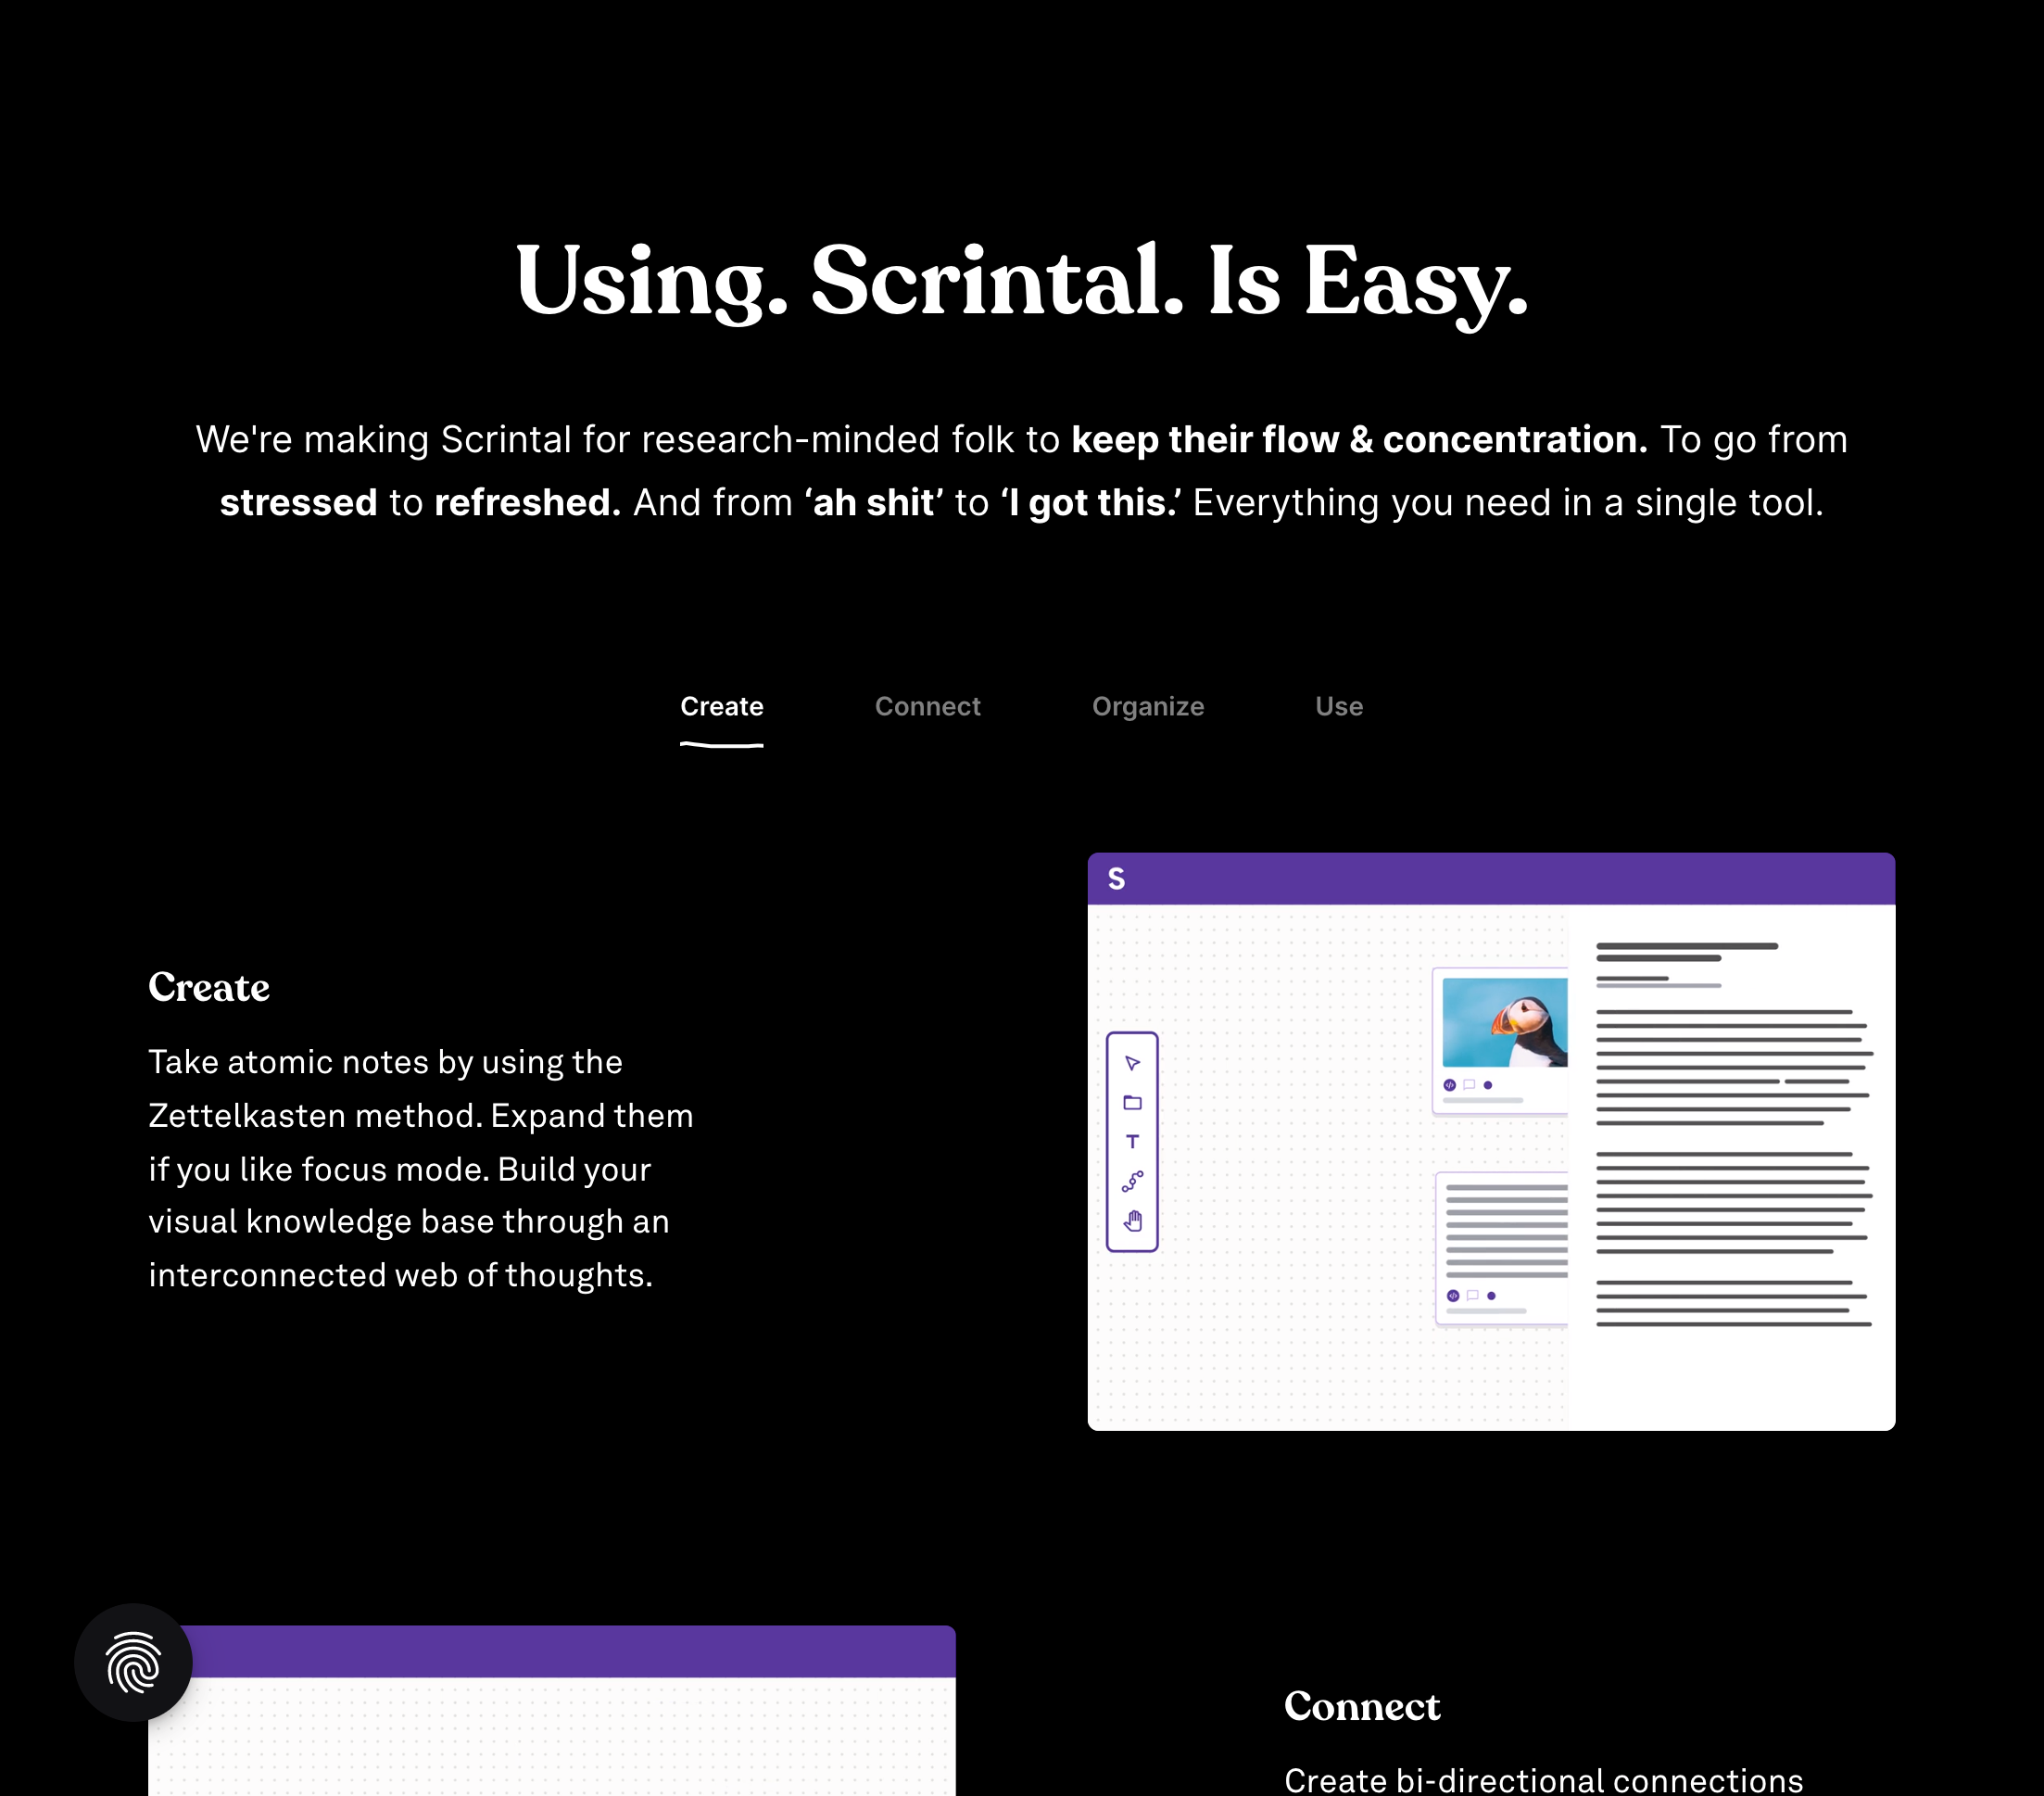 Using. Scrintal. Is Easy.
We're making Scrintal for research-minded folk to keep their flow & concentration. To go from
stressed to refreshed. And from ‘ah shit’ to ‘I got this.’ Everything you need in a single tool.
Create Connect Organize Use
S
Create
Take atomic notes by using the
Zettelkasten method. Expand them
if you like focus mode. Build your
visual knowledge base through an
interconnected web of thoughts.
T
Connect
Create bi-directional connections